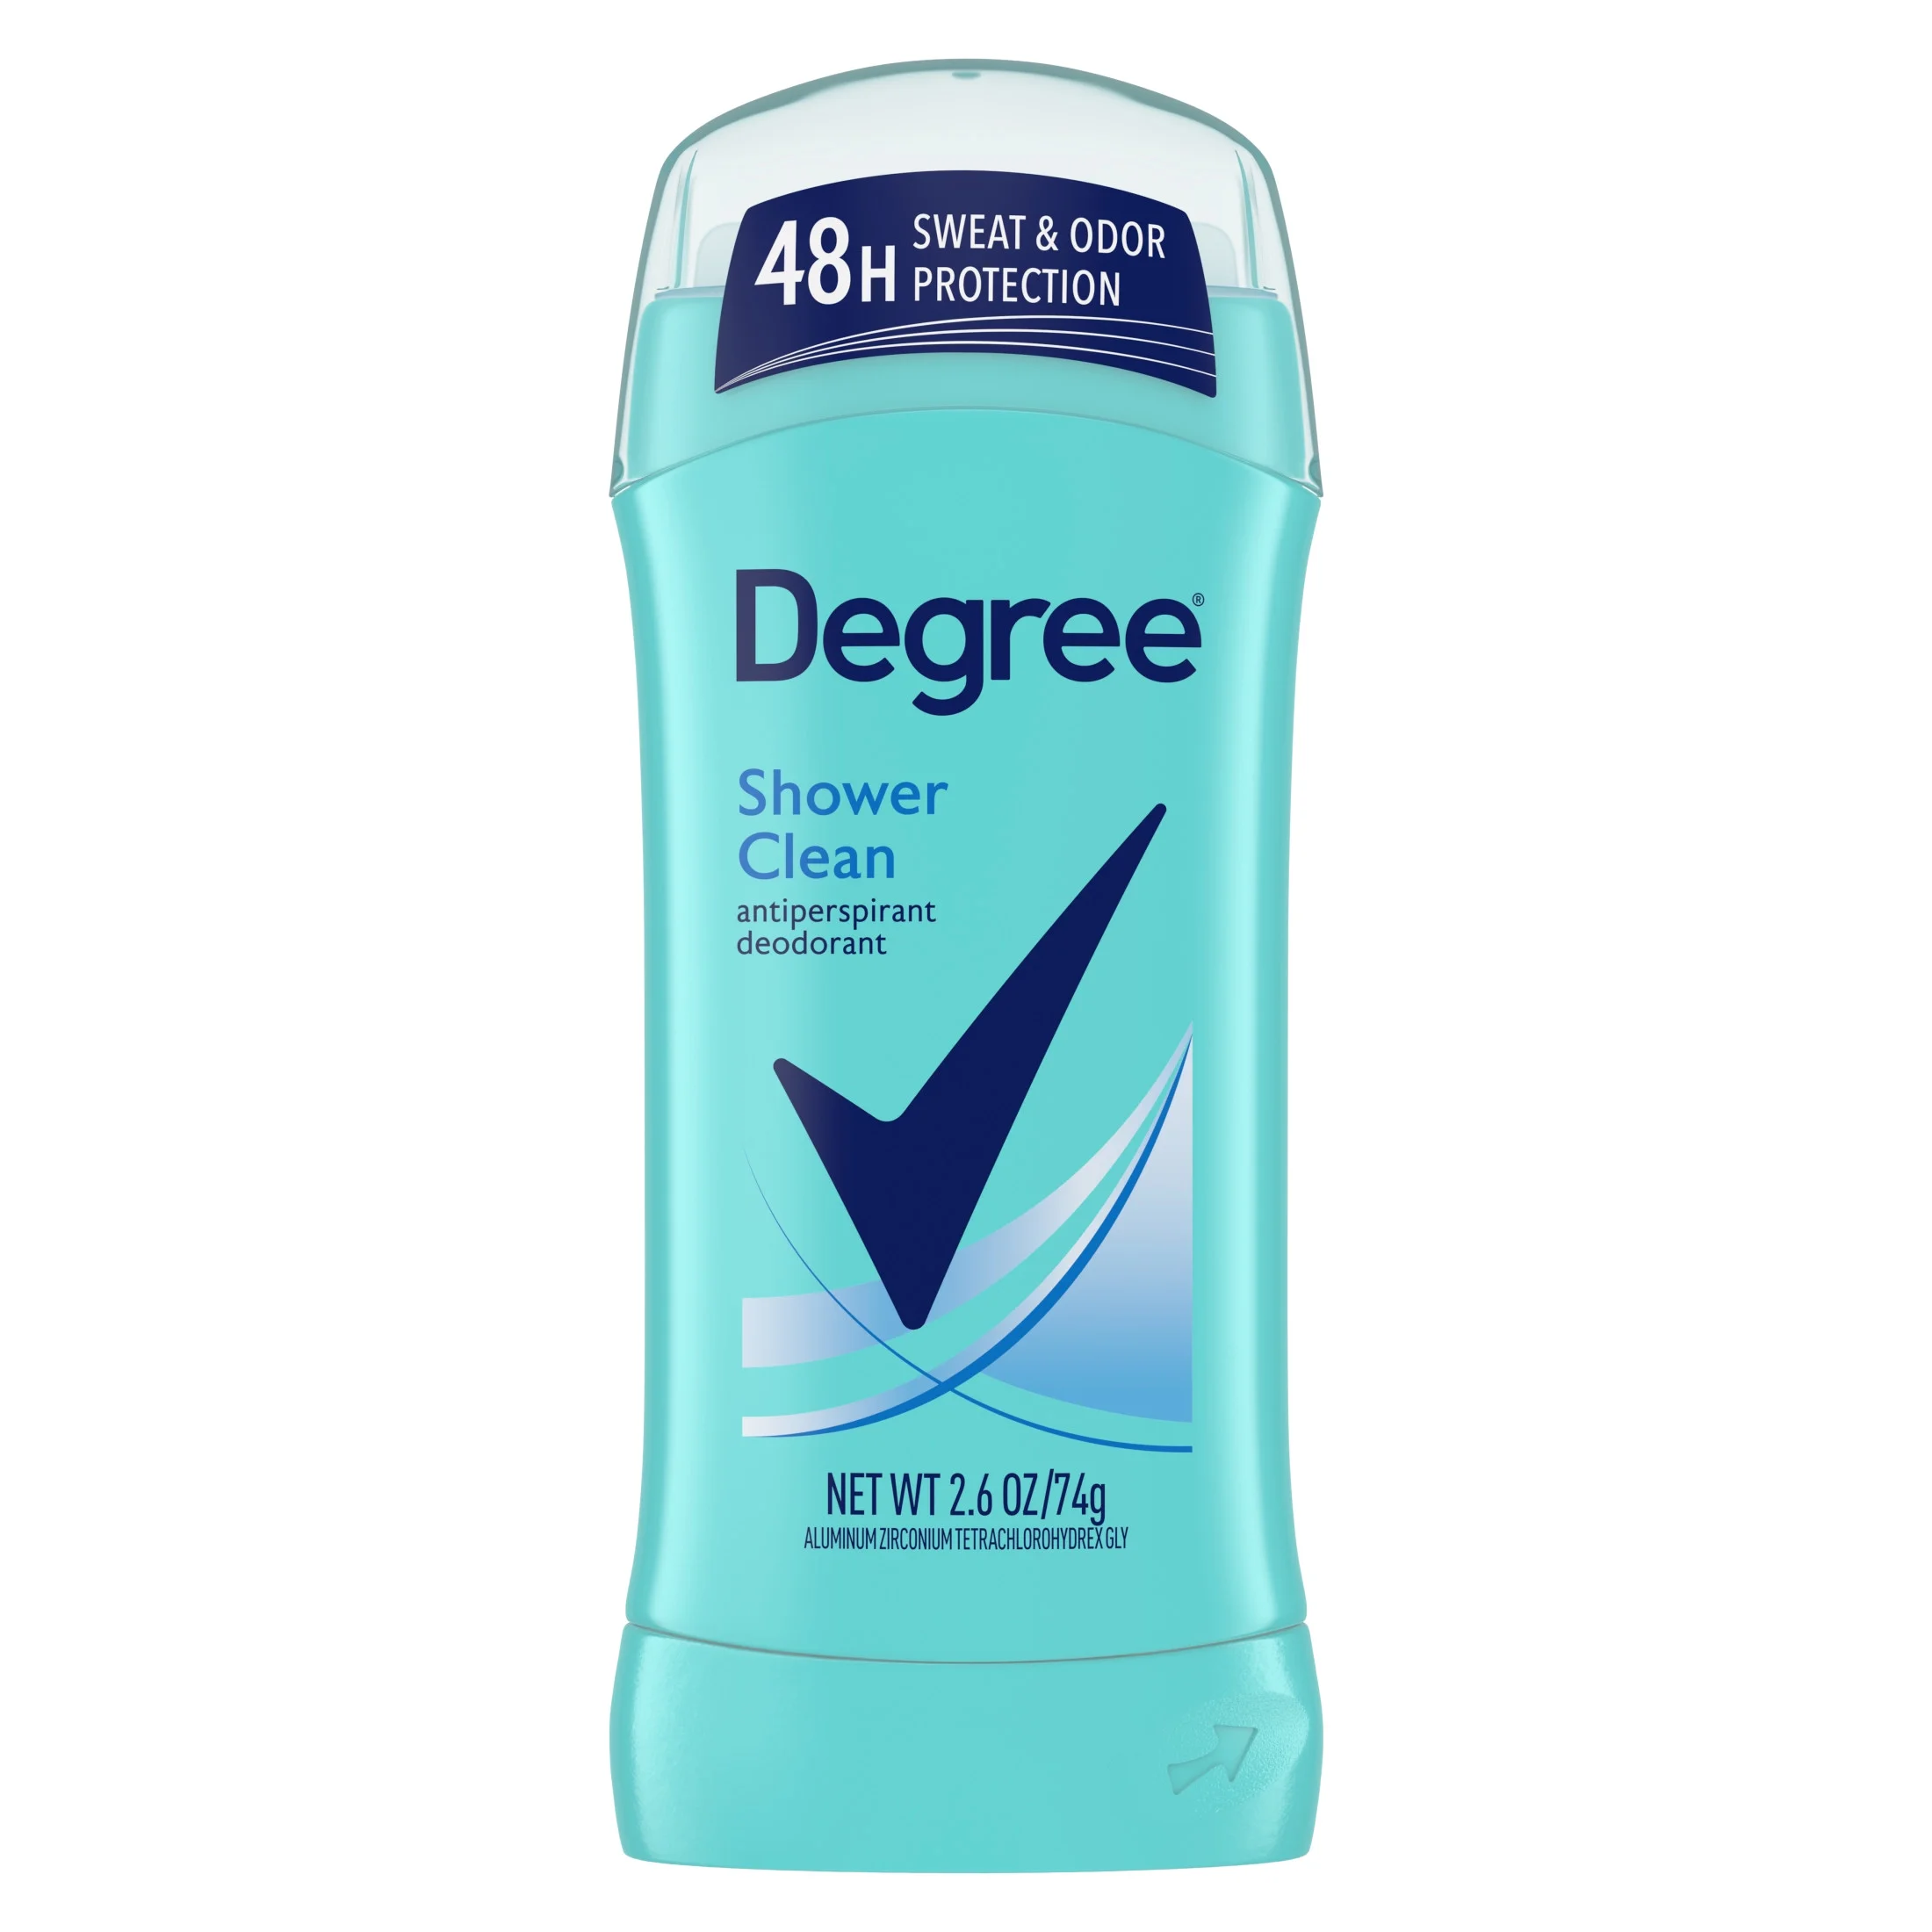 48H SWEAT & ODOR
PROTECTION
Degree®
Shower
Clean
antiperspirant
deodorant
NET WT 2.6 OZ/74g
ALUMINUM ZIRCONIUM TETRACHLOROHYDREX GLY